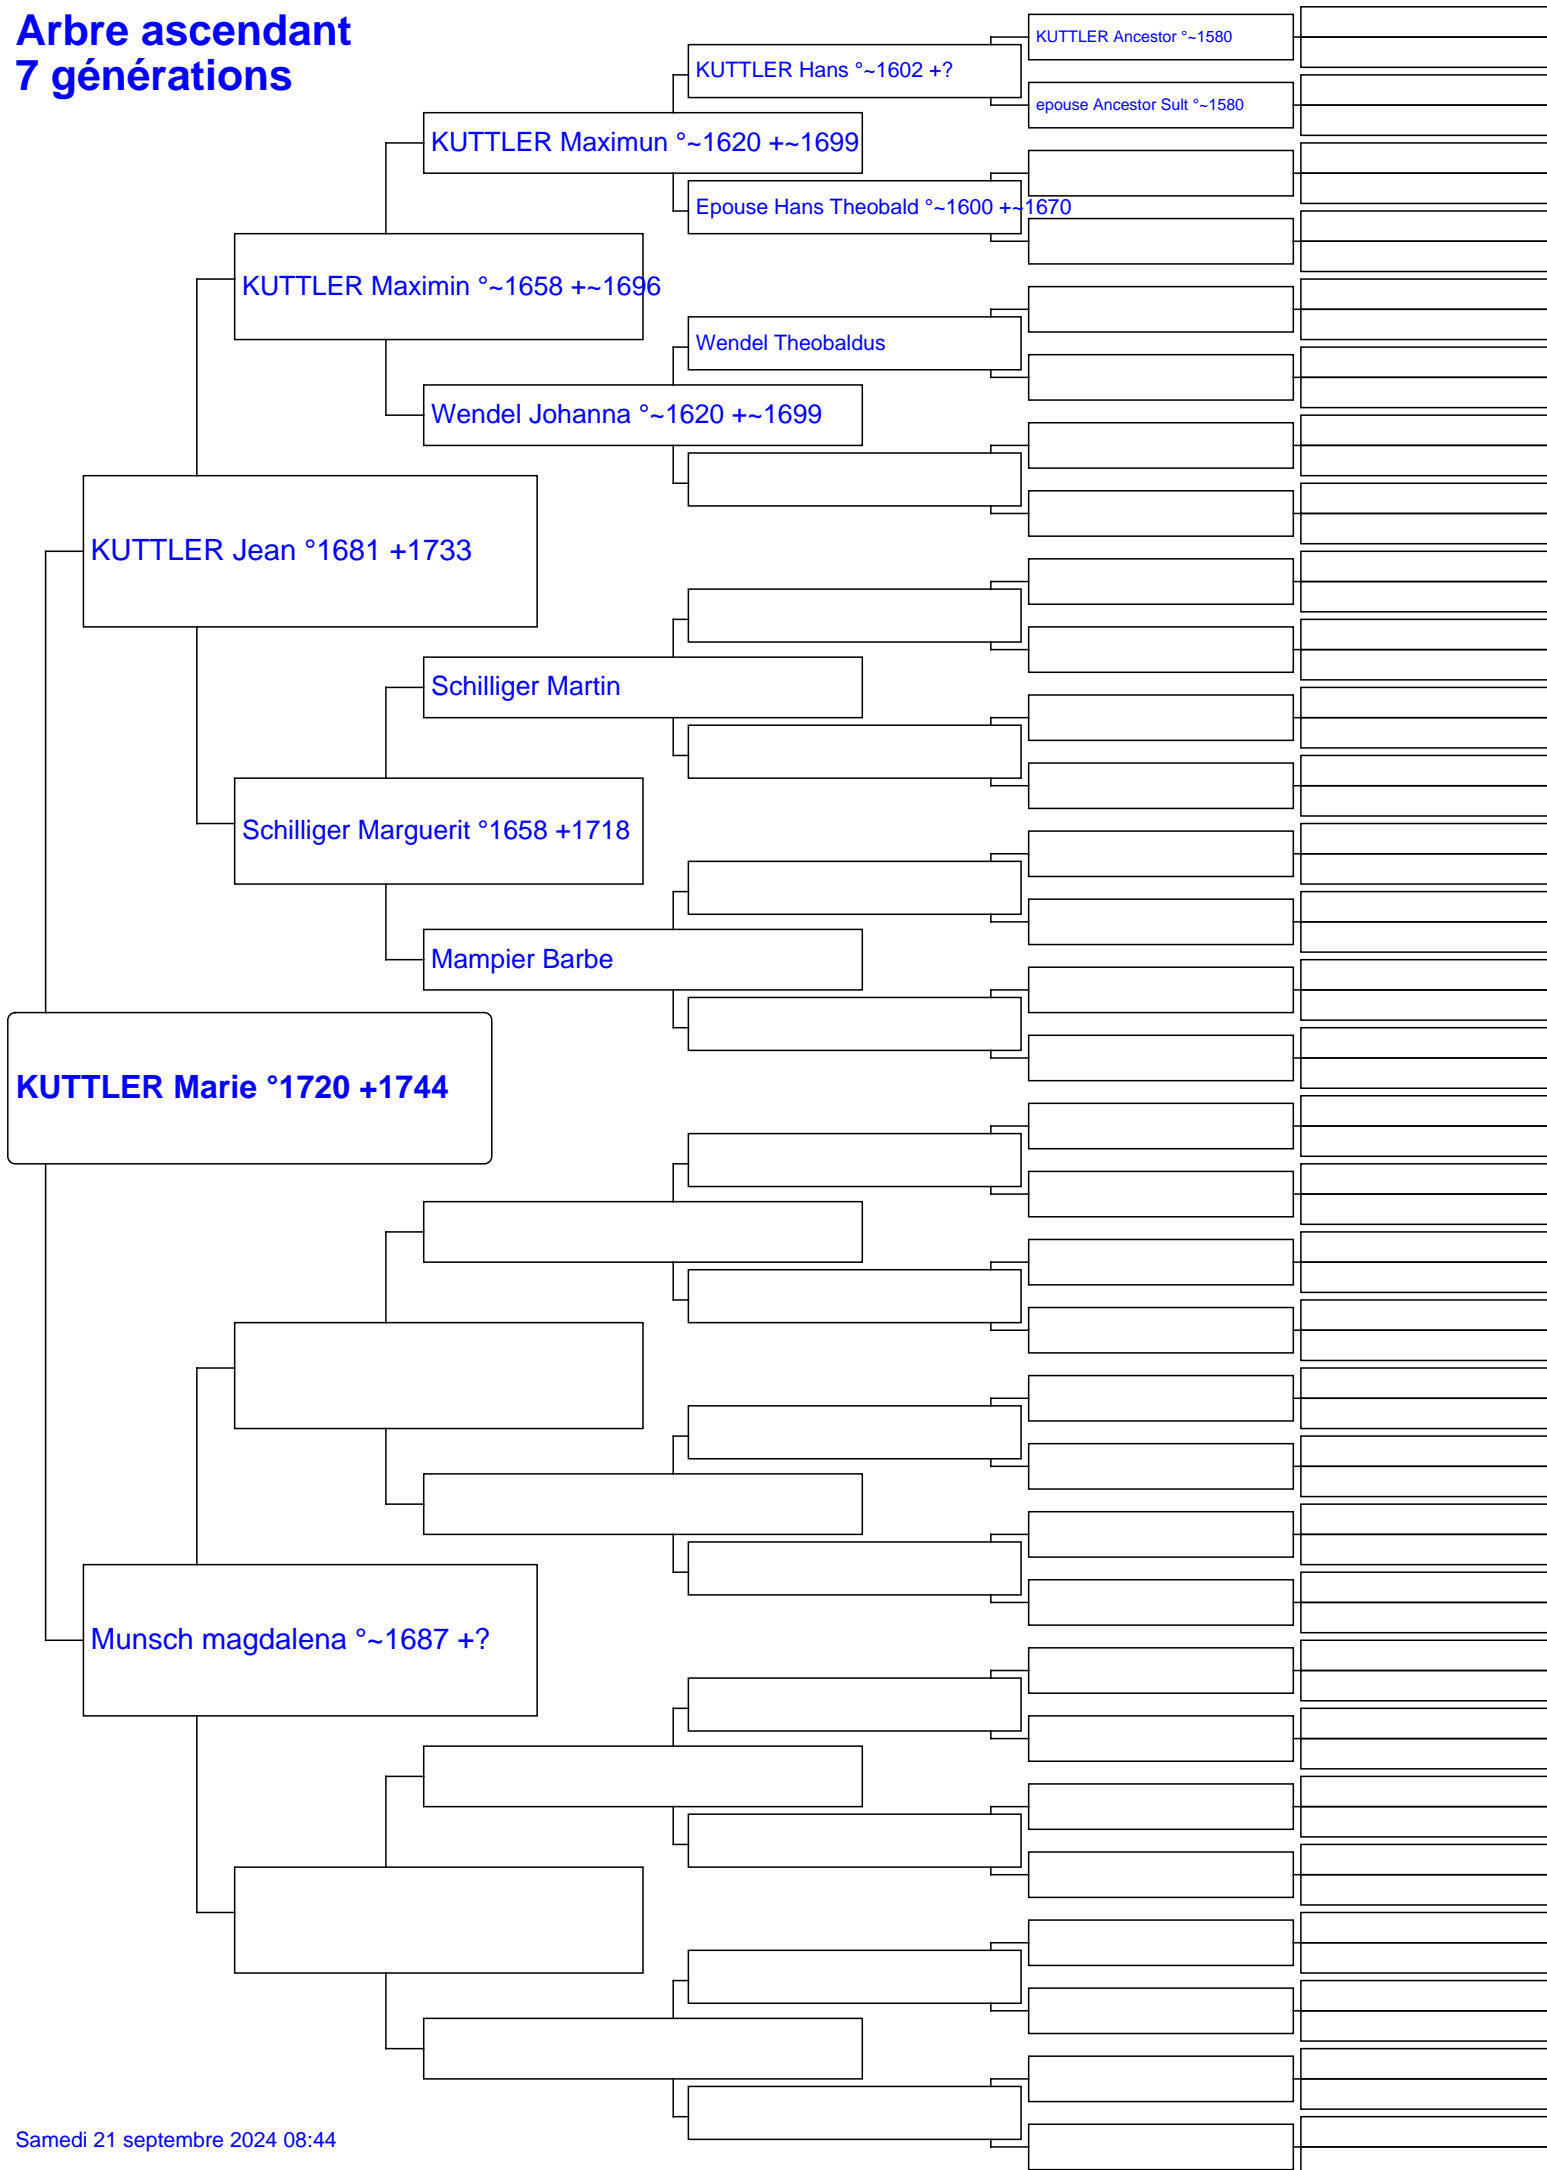 Arbre ascendant
7 générations
KUTTLER Ancestor °~1580
KUTTLER Hans °~1602 +?
epouse Ancestor Sult °~1580
KUTTLER Maximun °~1620 +~1699
Epouse Hans Theobald °~1600 +~1670
KUTTLER Maximin °~1658 +~1696
Wendel Theobaldus
Wendel Johanna °~1620 +~1699
KUTTLER Jean °1681 +1733
Schilliger Martin
Schilliger Marguerit °1658 +1718
Mampier Barbe
KUTTLER Marie °1720 +1744
Munsch magdalena °~1687 +?
Samedi 21 septembre 2024 08:44